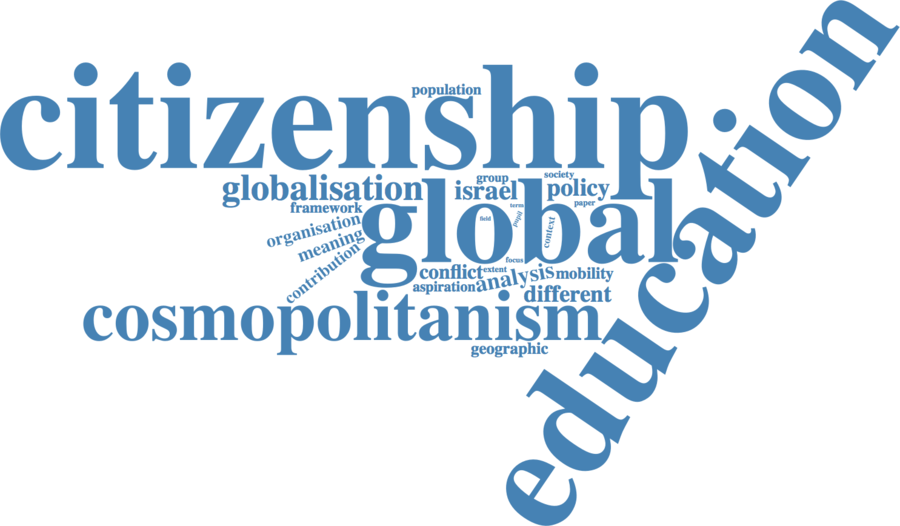 education
citizenship
population
globalisation
group
society
israel
policy
framework
global
term
paper
field
pupil
context
organisation
meaning
contribution
focus
conflict
extent
analysis
mobility
aspiration
different
cosmopolitanism
geographic